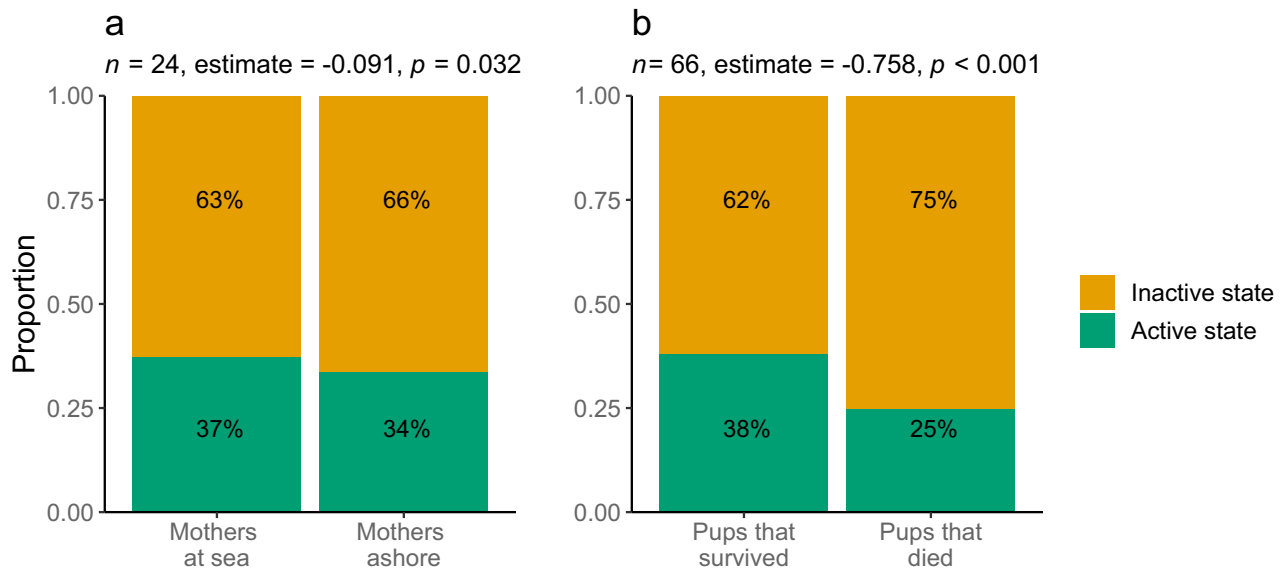 a
n = 24, estimate = -0.091, p = 0.032
1.00
0.75
0.50
0.25
0.00
Proportion
63%
66%
37%
34%
Mothers
at sea
Mothers
ashore
b
n= 66, estimate = -0.758, p < 0.001
1.00
0.75
0.50
0.25
0.00
62%
75%
38%
25%
Pups that
survived
Pups that
died
Inactive state
Active state